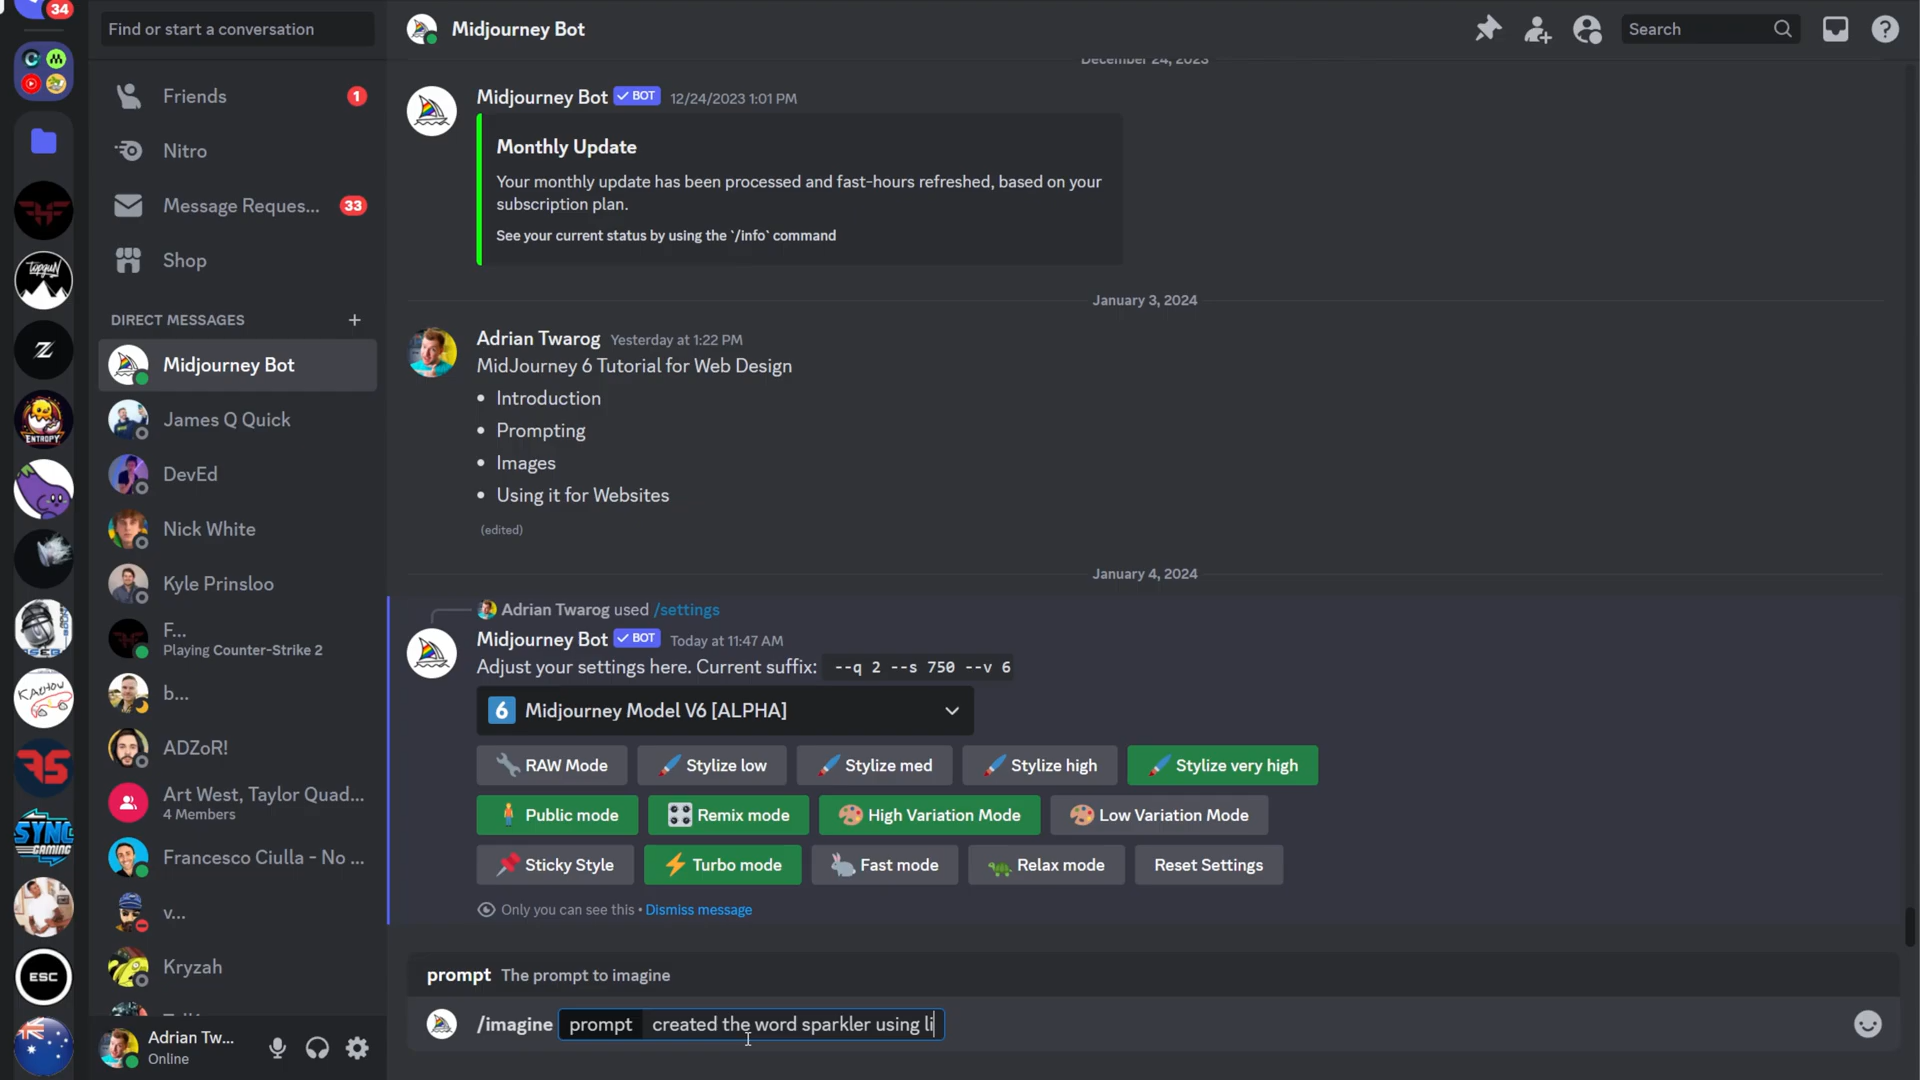 34
Find or start a conversation
Friends
1
Nitro
Message Reques...
33
Shop
DIRECT MESSAGES
Midjourney Bot
James Q Quick
DevEd
Nick White
Kyle Prinsloo
F...
Playing Counter-Strike 2
b...
ADZoR!
Art West, Taylor Quad...
4 Members
Francesco Ciulla - No ...
v...
Kryzah
Adrian Tw...
Online
topgun
Z
ENTROPY
KACHOW
SYNC
GAMING
ESC
Midjourney Bot
Search
December 24, 2023
Midjourney Bot BOT 12/24/2023 1:01 PM
Monthly Update
Your monthly update has been processed and fast-hours refreshed, based on your
subscription plan.
See your current status by using the `/info` command
January 3, 2024
Adrian Twarog Yesterday at 1:22 PM
MidJourney 6 Tutorial for Web Design
• Introduction
• Prompting
• Images
• Using it for Websites
(edited)
January 4, 2024
Adrian Twarog used /settings
Midjourney Bot BOT Today at 11:47 AM
Adjust your settings here. Current suffix: --q 2 --s 750 --v 6
6 Midjourney Model V6 [ALPHA]
RAW Mode Stylize low Stylize med Stylize high Stylize very high
Public mode Remix mode High Variation Mode Low Variation Mode
Sticky Style Turbo mode Fast mode Relax mode Reset Settings
Only you can see this • Dismiss message
prompt The prompt to imagine
/imagine prompt created the word sparkler using li